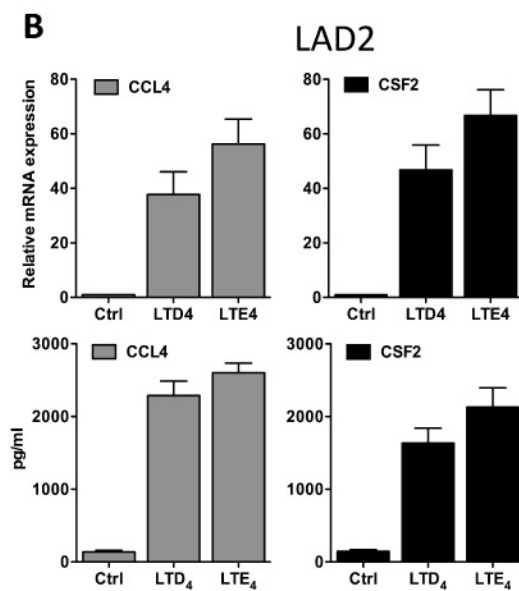 B
LAD2
CCL4
CSF2
Relative mRNA expression
80
60
40
20
0
80
60
40
20
0
Ctrl LTD4 LTE4
Ctrl LTD4 LTE4
CCL4
CSF2
pg/ml
3000
2000
1000
0
3000
2000
1000
0
Ctrl LTD₄ LTE₄
Ctrl LTD₄ LTE₄